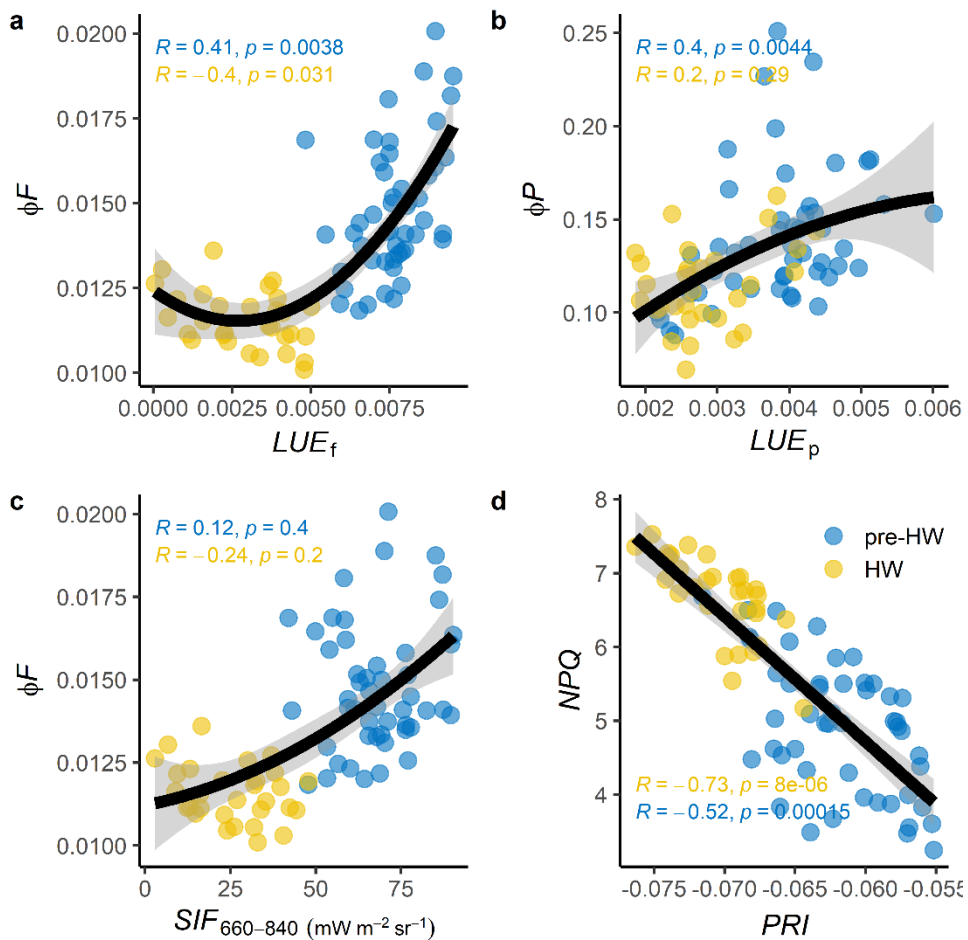 a
R = 0.41, p = 0.0038
R = −0.4, p = 0.031
0.0200
0.0175
0.0150
0.0125
0.0100
ϕF
0.0000 0.0025 0.0050 0.0075
LUEf
b
R = 0.4, p = 0.0044
R = 0.2, p = 0.29
0.25
0.20
0.15
0.10
ϕP
0.002 0.003 0.004 0.005 0.006
LUEp
c
R = 0.12, p = 0.4
R = −0.24, p = 0.2
0.0200
0.0175
0.0150
0.0125
0.0100
ϕF
0 25 50 75
SIF660–840 (mW m−2 sr−1)
d
pre-HW
HW
8
7
6
5
4
NPQ
R = −0.73, p = 8e-06
R = −0.52, p = 0.00015
-0.075 -0.070 -0.065 -0.060 -0.055
PRI